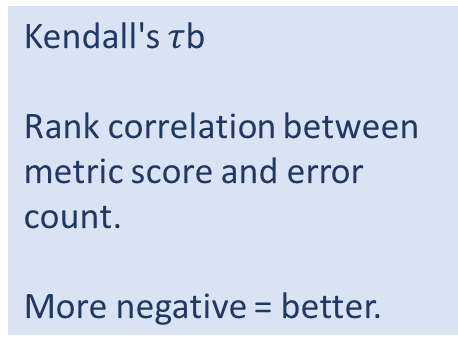 Kendall's 𝜏b
Rank correlation between
metric score and error
count.
More negative = better.